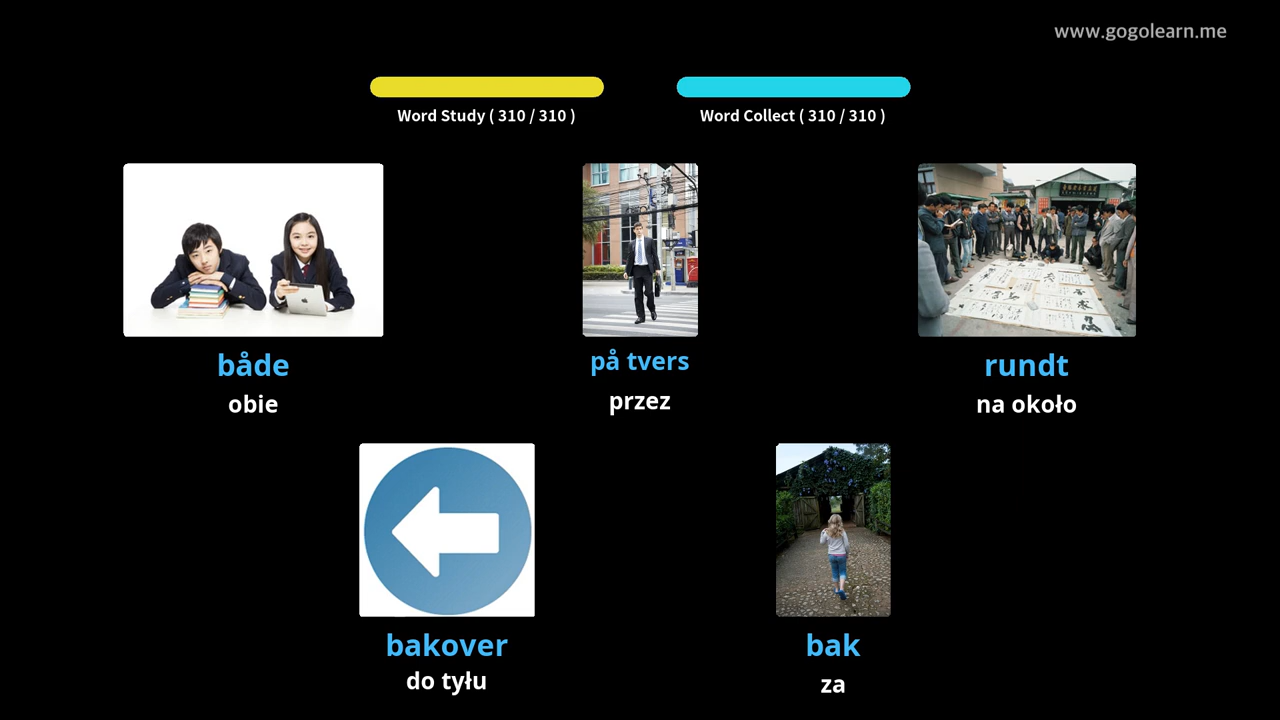 www.gogolearn.me
Word Study ( 310 / 310 )
Word Collect ( 310 / 310 )
både
obie
på tvers
przez
rundt
na około
bakover
do tyłu
bak
za